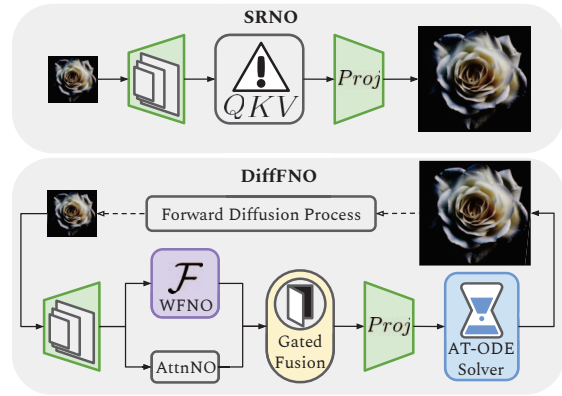 SRNO
QKV
Proj
DiffFNO
Forward Diffusion Process
F
WFNO
AttnNO
Gated
Fusion
Proj
AT-ODE
Solver